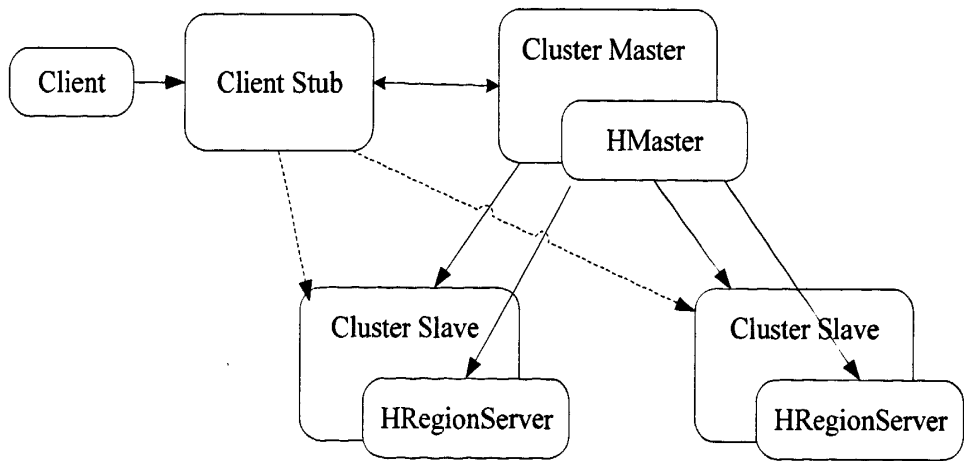 Client
Client Stub
Cluster Master
HMaster
Cluster Slave
HRegionServer
Cluster Slave
HRegionServer